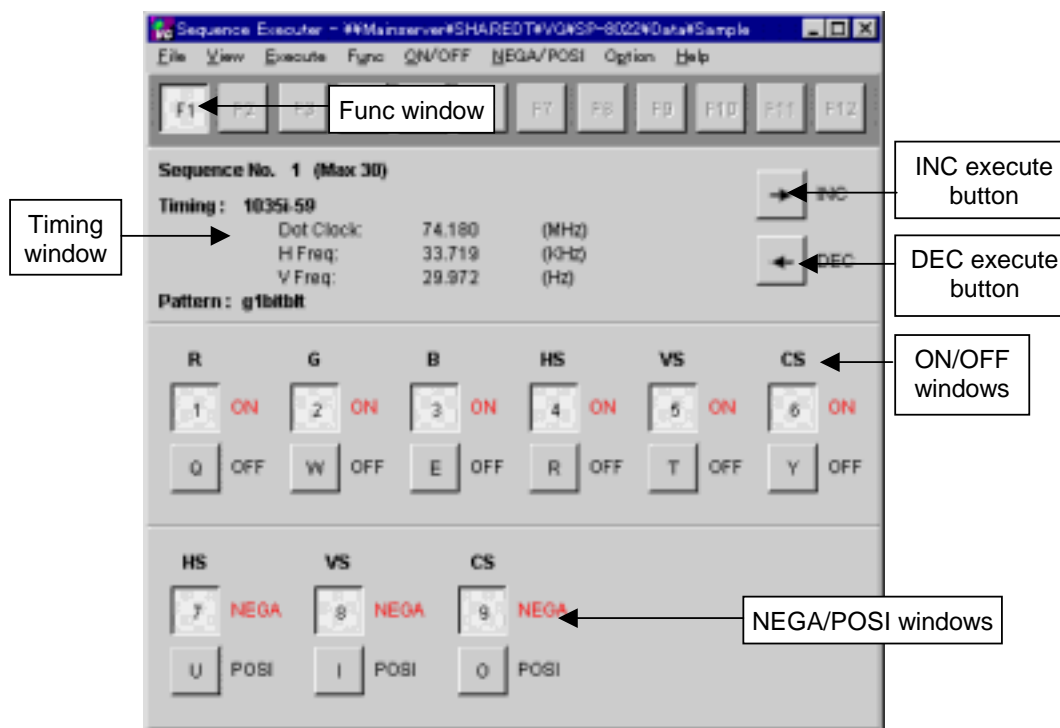 Sequence Executer - ¥¥Mainserver¥SHAREDT¥VG¥SP-8022¥Data¥Sample
File View Execute Func ON/OFF NEGA/POSI Option Help
F1 F2 F3 Func window F7 F8 F9 F10 F11 F12
Sequence No. 1 (Max 30)
INC execute button
INC
Timing : 1035i-59
Timing window
Dot Clock: 74.180 (MHz)
H Freq: 33.719 (KHz)
V Freq: 29.972 (Hz)
DEC
DEC execute button
Pattern : g1bitblt
R G B HS VS CS
ON/OFF windows
1 ON 2 ON 3 ON 4 ON 5 ON 6 ON
Q OFF W OFF E OFF R OFF T OFF Y OFF
HS VS CS
7 NEGA 8 NEGA 9 NEGA
NEGA/POSI windows
U POSI I POSI O POSI